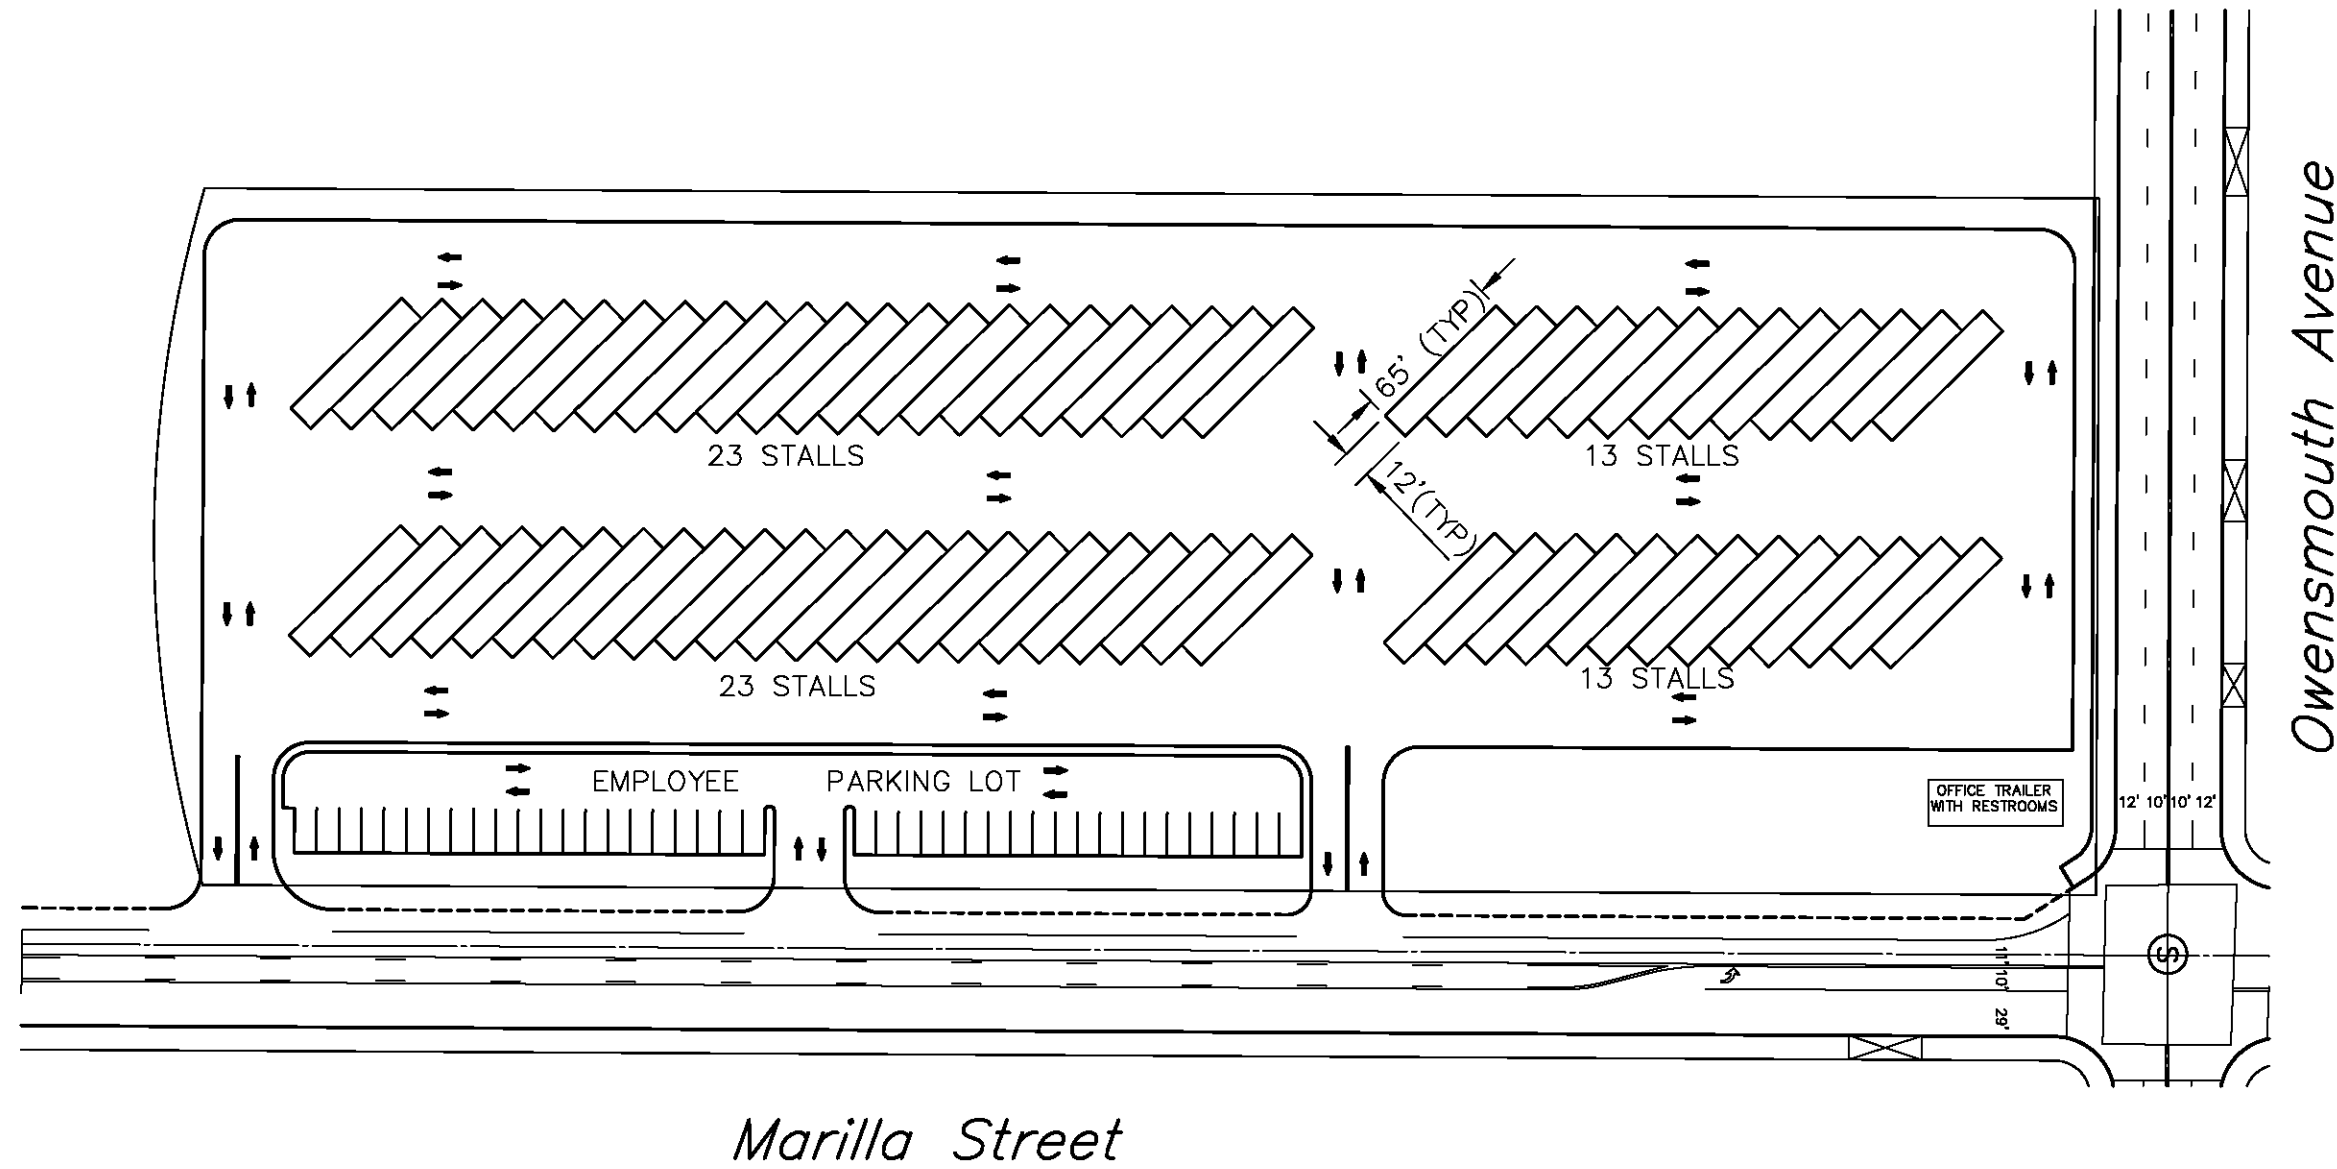 65' (TYP)
23 STALLS
13 STALLS
12'(TYP)
23 STALLS
13 STALLS
EMPLOYEE PARKING LOT
OFFICE TRAILER
WITH RESTROOMS
12' 10' 10' 12'
11'
10'
29'
S
Owensmouth Avenue
Marilla Street